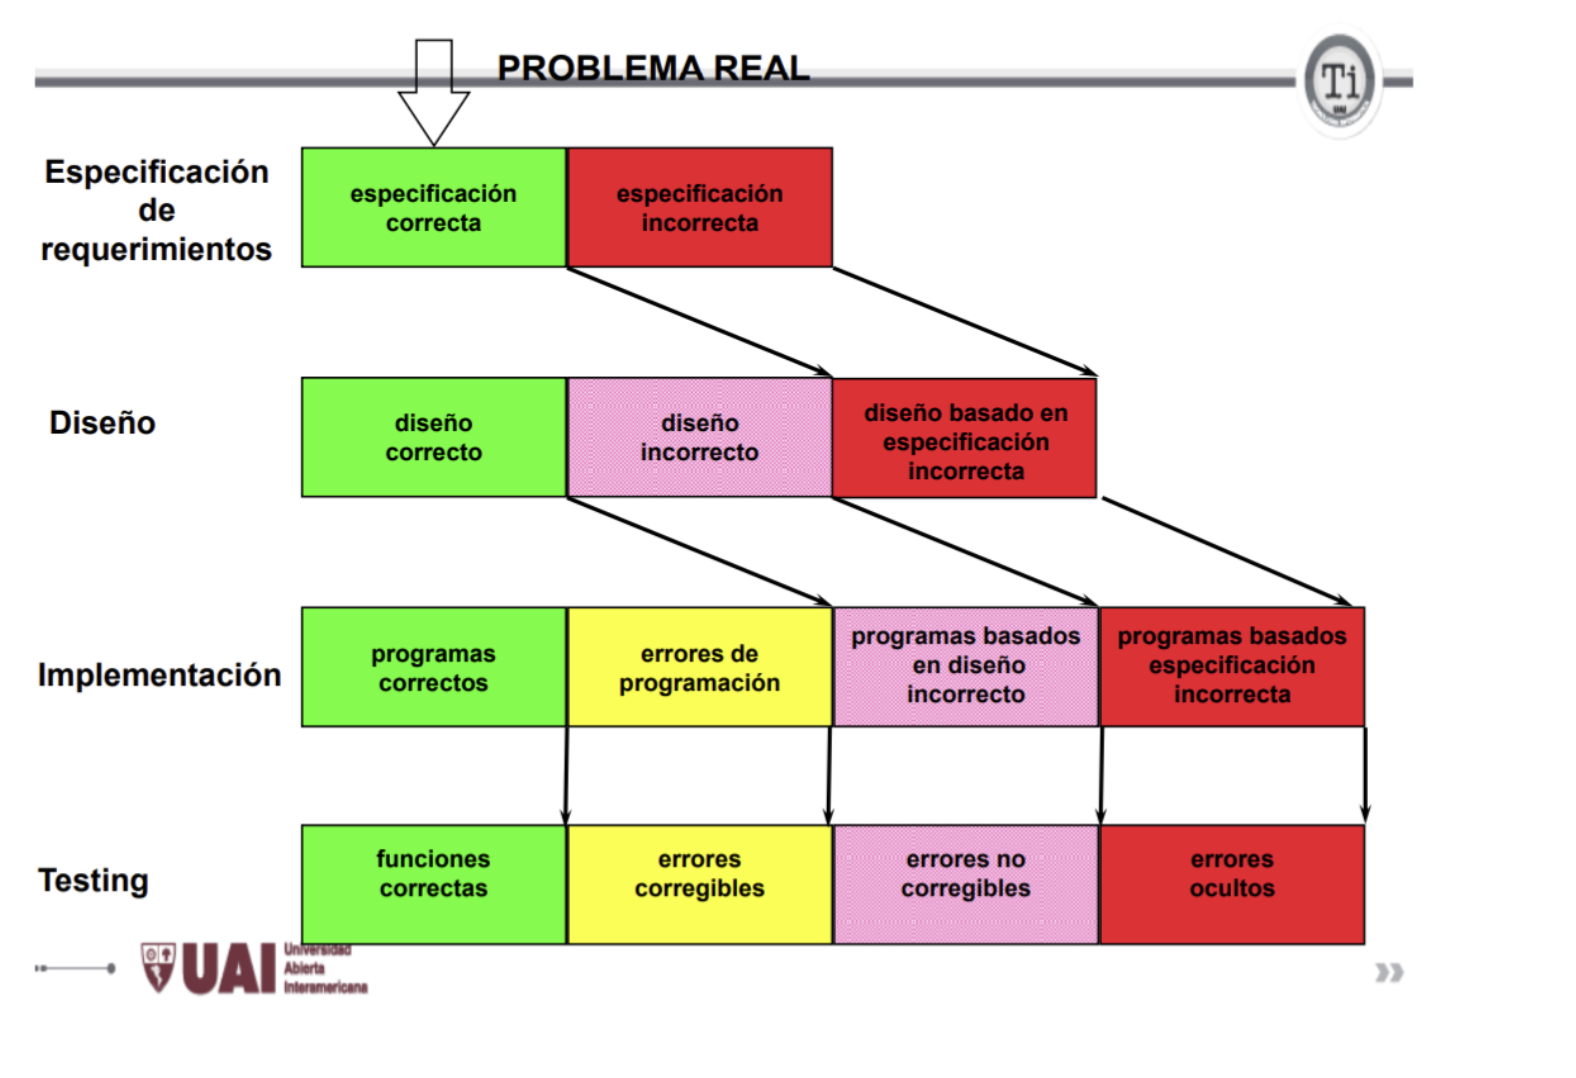 PROBLEMA REAL
Ti
UAI
Especificación
de
requerimientos
especificación
correcta
especificación
incorrecta
Diseño
diseño
correcto
diseño
incorrecto
diseño basado en
especificación
incorrecta
Implementación
programas
correctos
errores de
programación
programas basados
en diseño
incorrecto
programas basados
especificación
incorrecta
Testing
funciones
correctas
errores
corregibles
errores no
corregibles
errores
ocultos
UAI
Universidad
Abierta
Interamericana